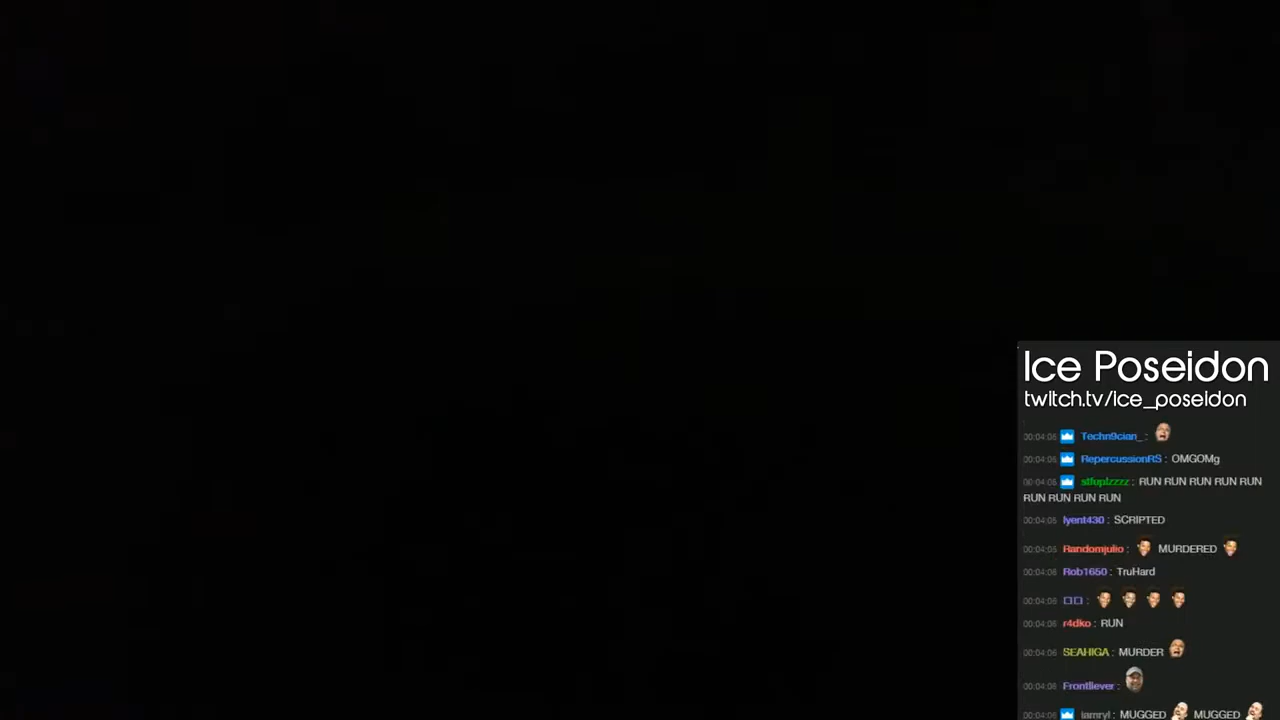 Ice Poseidon
twitch.tv/ice_poseidon
00:04:05 Techn9cian_ :
00:04:05 RepercussionRS : OMGOMg
00:04:05 stfuplzzzz : RUN RUN RUN RUN RUN
RUN RUN RUN RUN
00:04:05 lyent430 : SCRIPTED
00:04:05 Randomjulio : MURDERED
00:04:06 Rob1650 : TruHard
00:04:06 :
00:04:06 r4dko : RUN
00:04:06 SEAHIGA : MURDER
00:04:06 Frontliever :
00:04:06 iamryl : MUGGED MUGGED